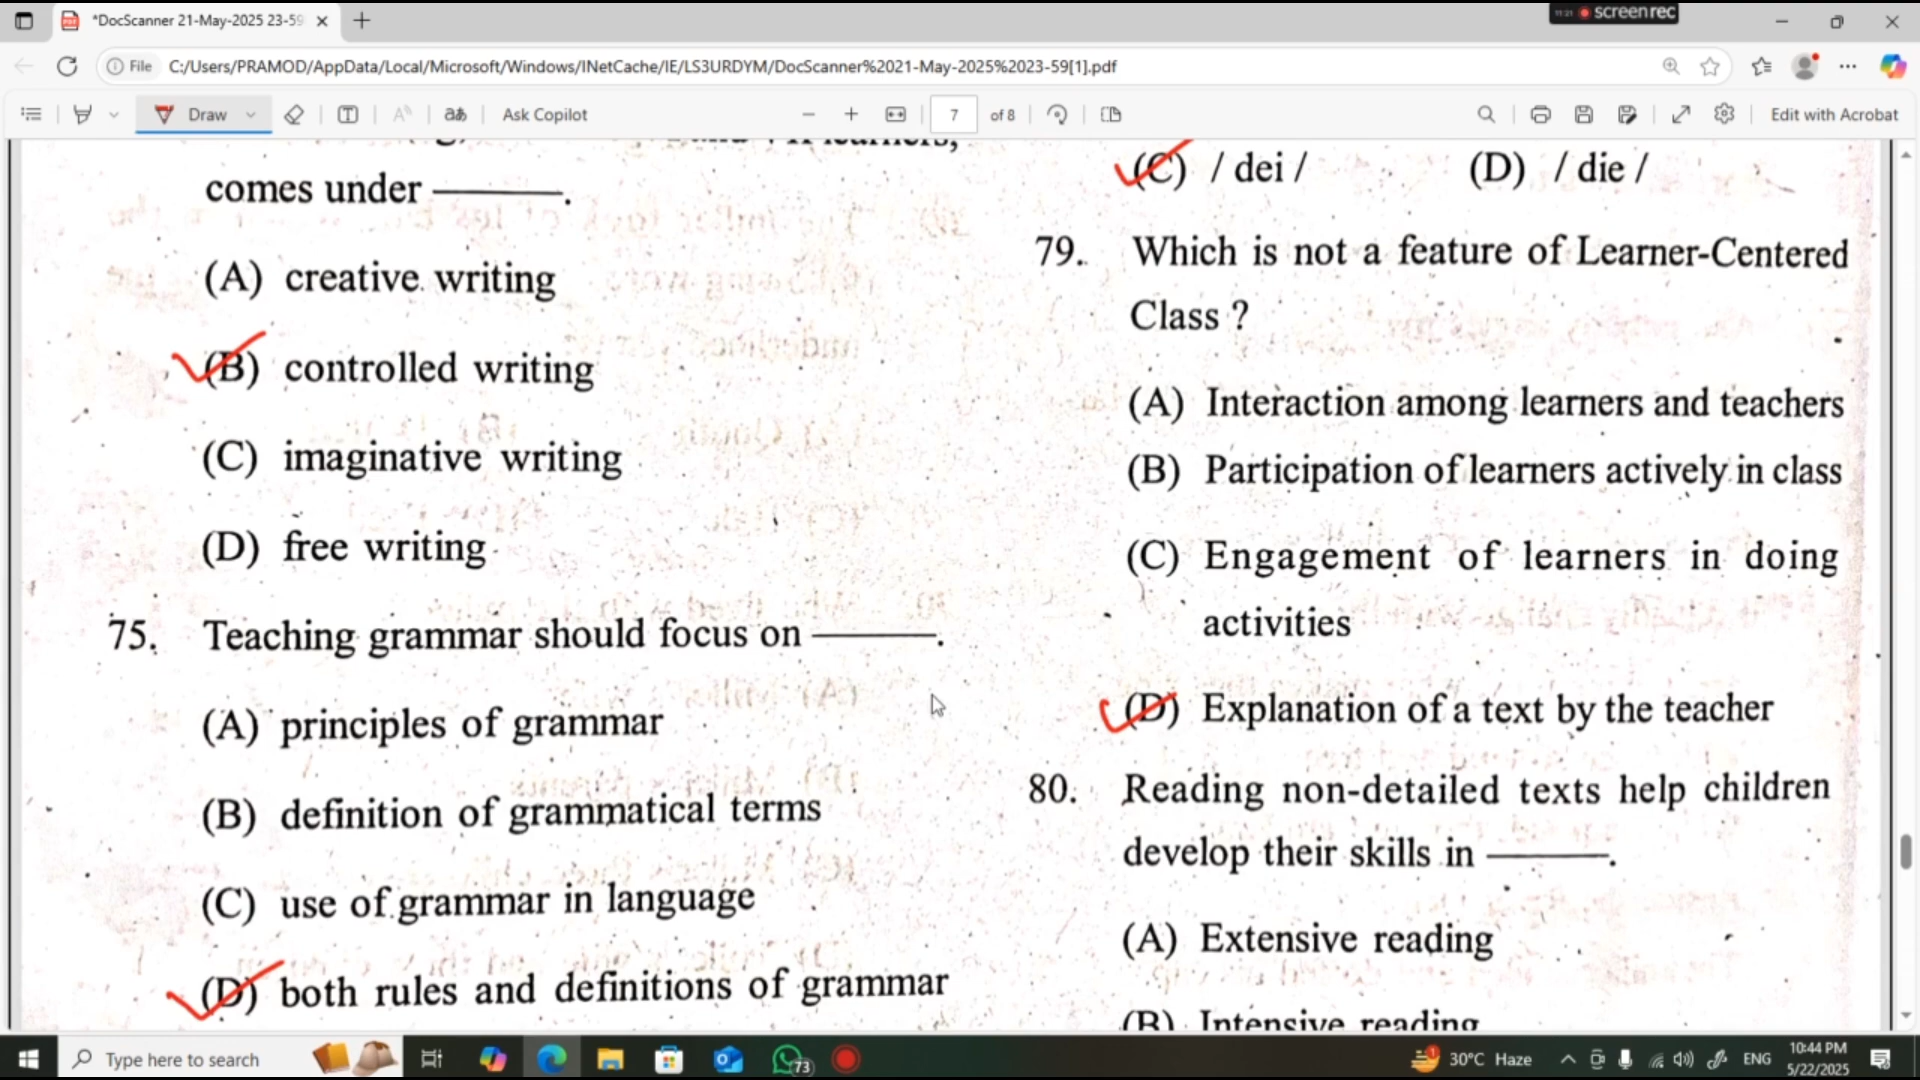 *DocScanner 21-May-2025 23-59
11:21 screenrec
File C:/Users/PRAMOD/AppData/Local/Microsoft/Windows/INetCache/IE/LS3URDYM/DocScanner%2021-May-2025%2023-59[1].pdf
Draw aあ Ask Copilot 7 of 8 Edit with Acrobat
learners,
comes under ———.
(A) creative writing
(B) controlled writing
(C) imaginative writing
(D) free writing
75. Teaching grammar should focus on ———.
(A) principles of grammar
(B) definition of grammatical terms
(C) use of grammar in language
(D) both rules and definitions of grammar
(C) / dei / (D) / die /
79. Which is not a feature of Learner-Centered
Class ?
(A) Interaction among learners and teachers
(B) Participation of learners actively in class
(C) Engagement of learners in doing
activities
(D) Explanation of a text by the teacher
80. Reading non-detailed texts help children
develop their skills in ———.
(A) Extensive reading
(B) Intensive reading
Type here to search 73 30°C Haze ENG 10:44 PM
5/22/2025